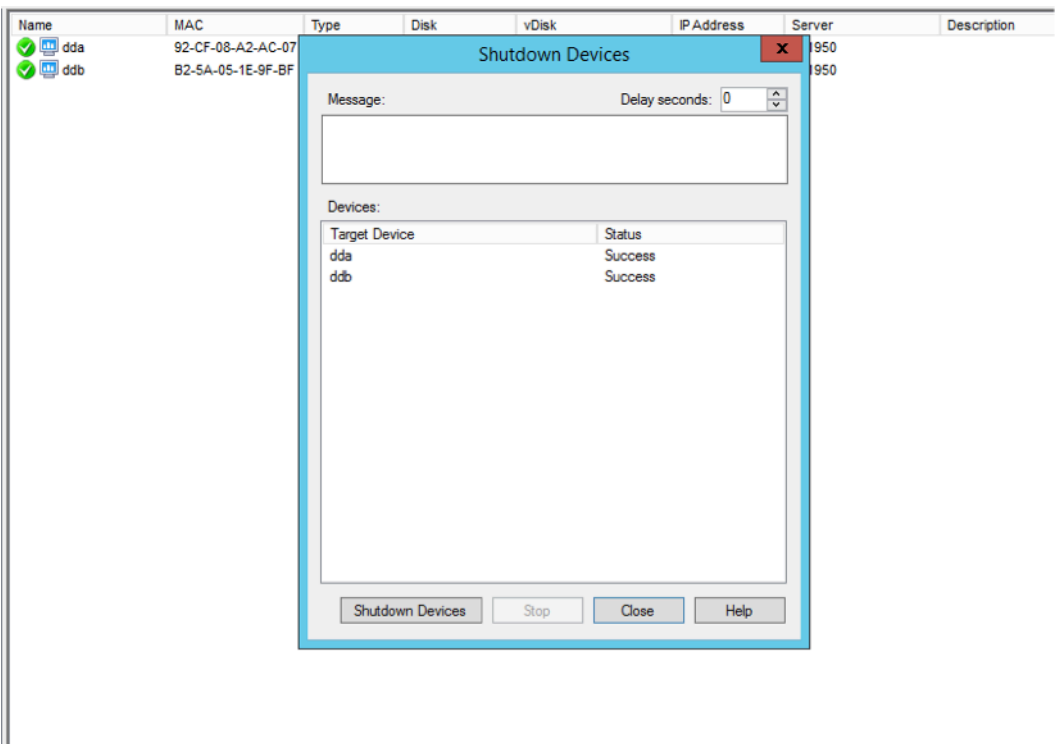 Name MAC Type Disk vDisk IP Address Server Description
dda 92-CF-08-A2-AC-07 1950
ddb B2-5A-05-1E-9F-BF 1950
Shutdown Devices x
Message: Delay seconds: 0
Devices:
Target Device Status
dda Success
ddb Success
Shutdown Devices Stop Close Help